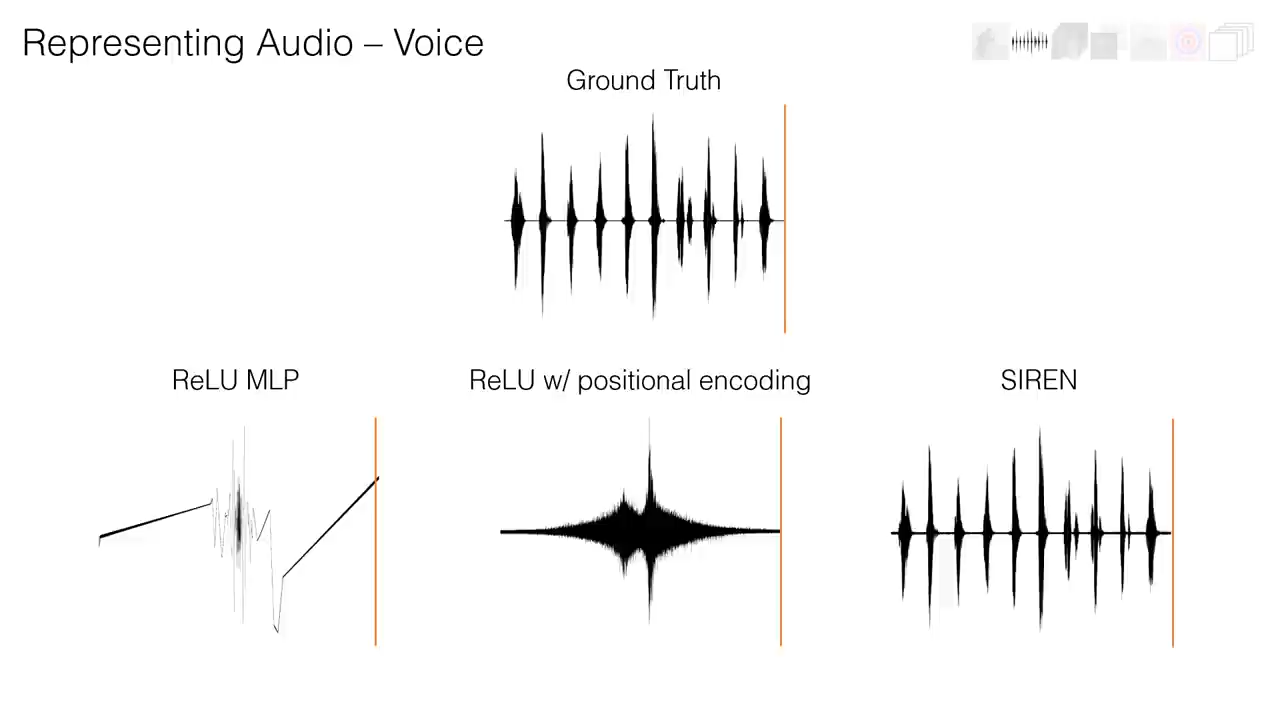 Representing Audio – Voice
Ground Truth
ReLU MLP
ReLU w/ positional encoding
SIREN